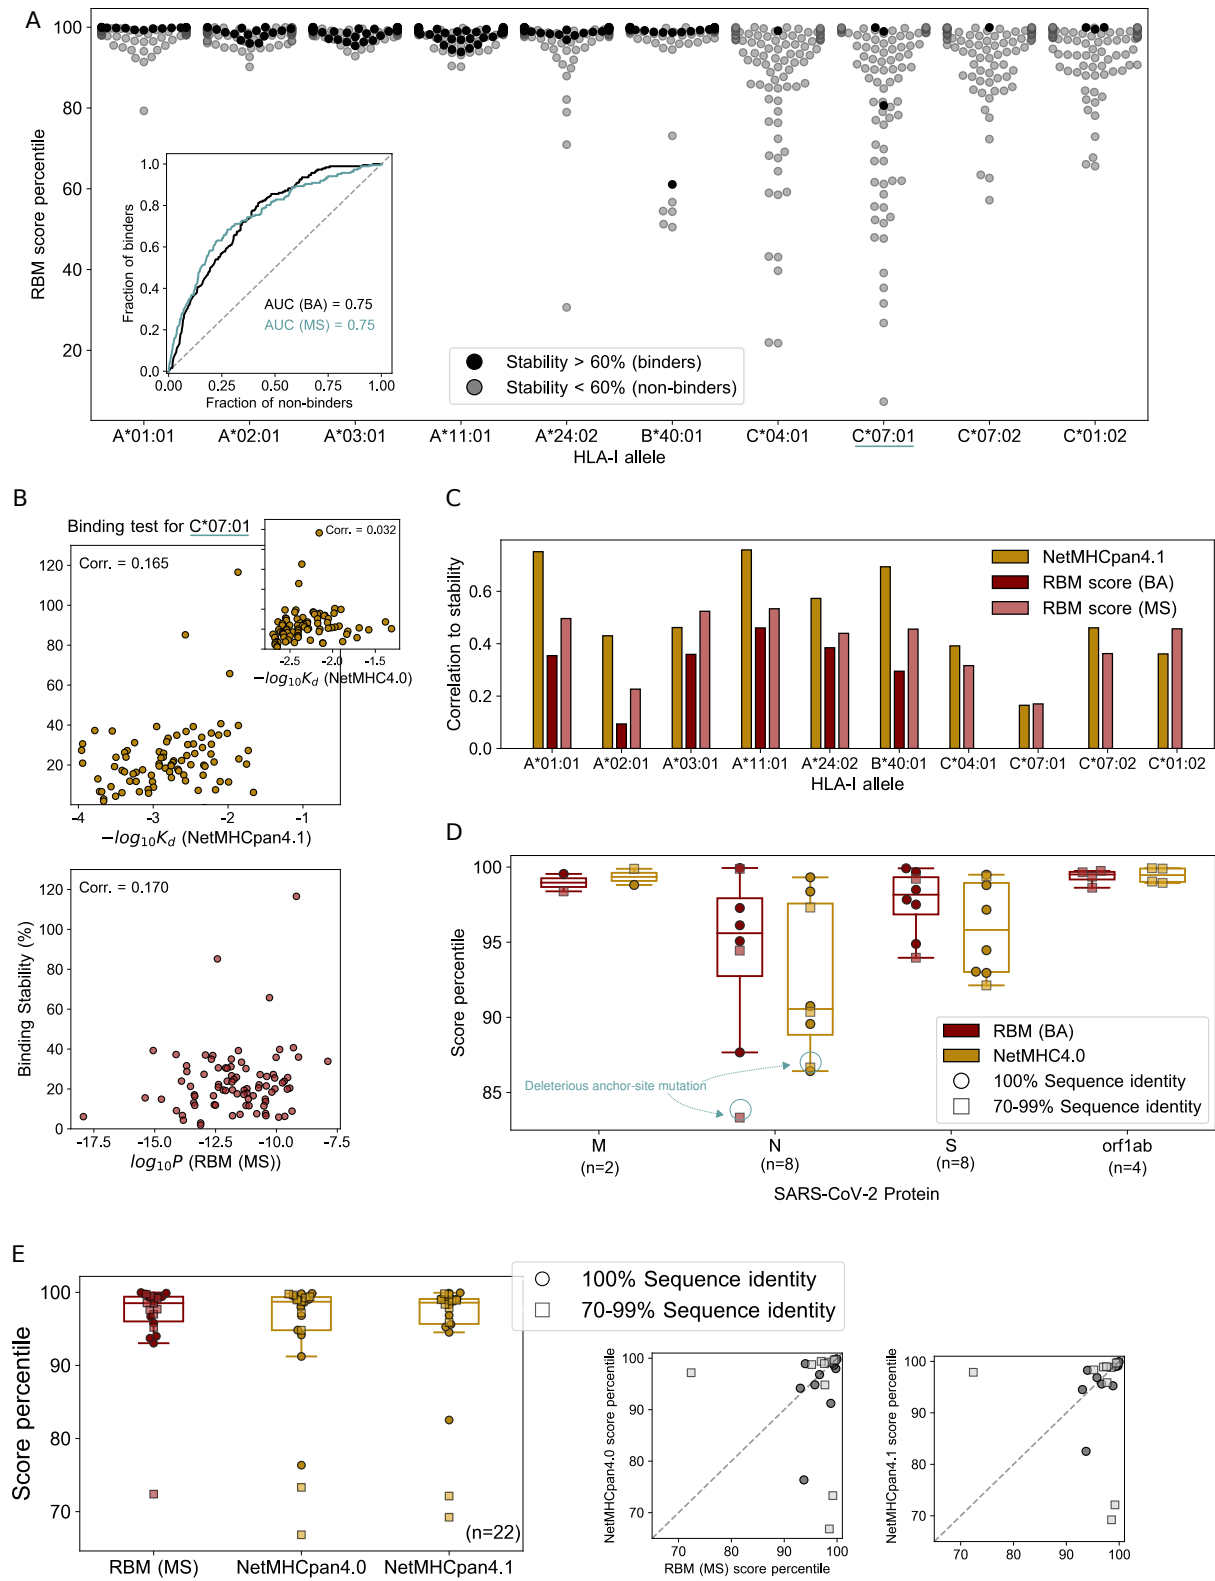 A
RBM score percentile
100
80
60
40
20
Fraction of binders
1.0
0.8
0.6
0.4
0.2
0.0
AUC (BA) = 0.75
AUC (MS) = 0.75
0.00 0.25 0.50 0.75 1.00
Fraction of non-binders
Stability > 60% (binders)
Stability < 60% (non-binders)
A*01:01 A*02:01 A*03:01 A*11:01 A*24:02 B*40:01 C*04:01 C*07:01 C*07:02 C*01:02
HLA-I allele
B
Binding test for C*07:01
Corr. = 0.165
120
100
80
60
40
20
−4 −3 −2 −1
−log10Kd (NetMHCpan4.1)
Corr. = 0.032
−2.5 −2.0 −1.5
−log10Kd (NetMHC4.0)
Corr. = 0.170
Binding Stability (%)
120
100
80
60
40
20
0
−17.5 −15.0 −12.5 −10.0 −7.5
log10P (RBM (MS))
C
Correlation to stability
0.6
0.4
0.2
0.0
NetMHCpan4.1
RBM score (BA)
RBM score (MS)
A*01:01 A*02:01 A*03:01 A*11:01 A*24:02 B*40:01 C*04:01 C*07:01 C*07:02 C*01:02
HLA-I allele
D
Score percentile
100
95
90
85
Deleterious anchor-site mutation
RBM (BA)
NetMHC4.0
100% Sequence identity
70-99% Sequence identity
M N S orf1ab
(n=2) (n=8) (n=8) (n=4)
SARS-CoV-2 Protein
E
Score percentile
100
90
80
70
(n=22)
RBM (MS) NetMHCpan4.0 NetMHCpan4.1
100% Sequence identity
70-99% Sequence identity
NetMHCpan4.0 score percentile
100
90
80
70
70 80 90 100
RBM (MS) score percentile
NetMHCpan4.1 score percentile
100
90
80
70
70 80 90 100